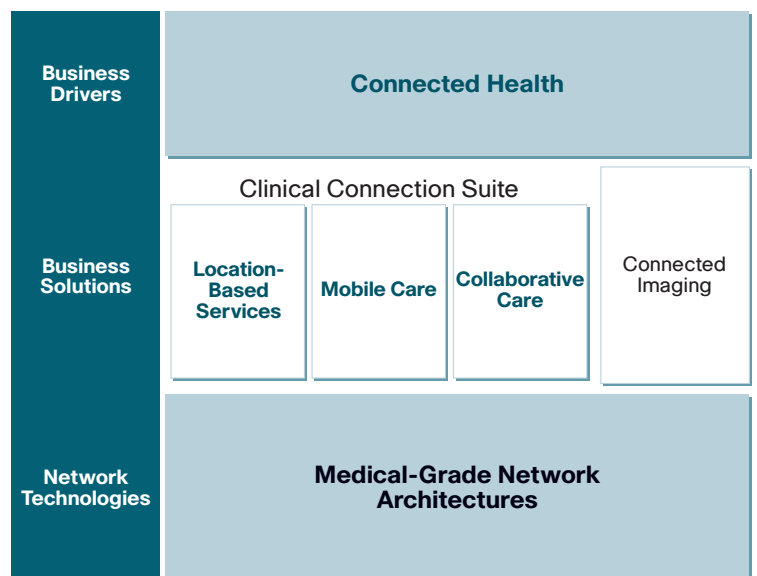 Business
Drivers
Connected Health
Clinical Connection Suite
Business
Solutions
Location-
Based
Services
Mobile Care
Collaborative
Care
Connected
Imaging
Network
Technologies
Medical-Grade Network
Architectures